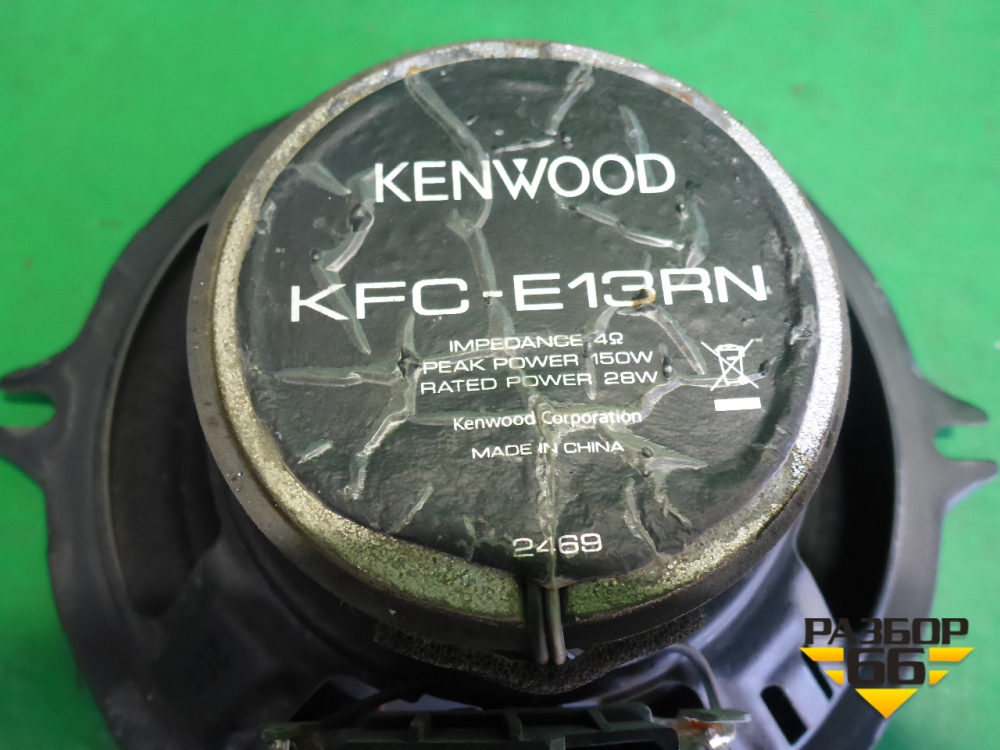 KENWOOD
KFC-E13RN
IMPEDANCE 4Ω
PEAK POWER 150W
RATED POWER 28W
Kenwood Corporation
MADE IN CHINA
2469
РАЗБОР
66